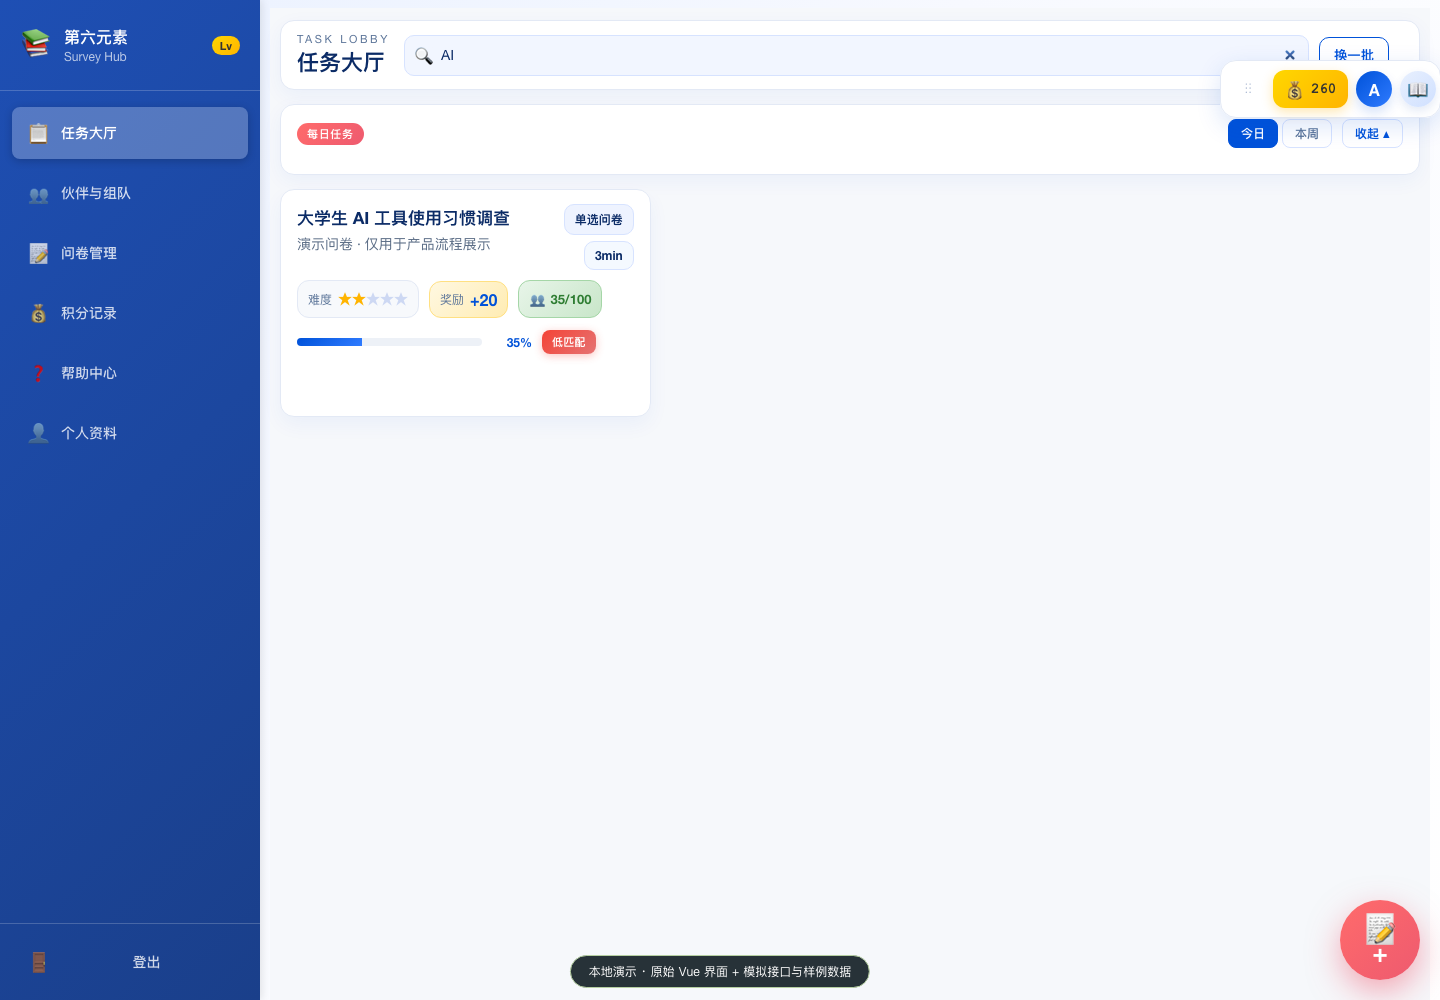 第六元素
Survey Hub
Lv
任务大厅
伙伴与组队
问卷管理
积分记录
帮助中心
个人资料
登出
TASK LOBBY
任务大厅
AI
×
换一批
260
A
每日任务
今日
本周
收起 ▴
大学生 AI 工具使用习惯调查
单选问卷
演示问卷 · 仅用于产品流程展示
3min
难度 ★★★★★
奖励 +20
35/100
35%
低匹配
+
本地演示 · 原始 Vue 界面 + 模拟接口与样例数据